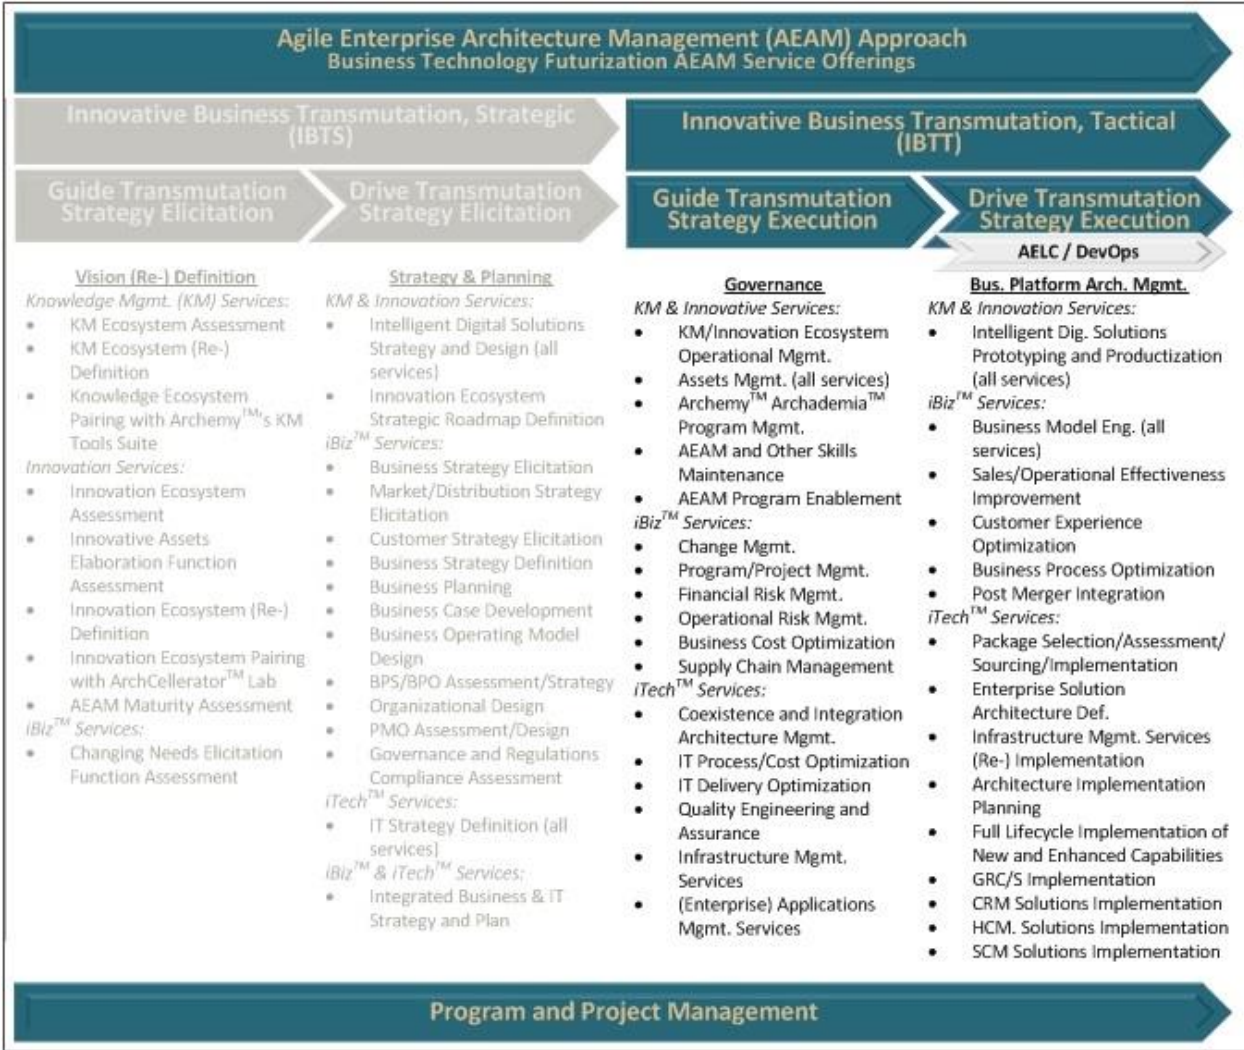 Agile Enterprise Architecture Management (AEAM) Approach
Business Technology Futurization AEAM Service Offerings
Innovative Business Transmutation, Strategic
(IBTS)
Innovative Business Transmutation, Tactical
(IBTT)
Guide Transmutation
Strategy Elicitation
Drive Transmutation
Strategy Elicitation
Guide Transmutation
Strategy Execution
Drive Transmutation
Strategy Execution
AELC / DevOps
Vision (Re-) Definition
Knowledge Mgmt. (KM) Services:
• KM Ecosystem Assessment
• KM Ecosystem (Re-)
Definition
• Knowledge Ecosystem
Pairing with Archemy™'s KM
Tools Suite
Innovation Services:
• Innovation Ecosystem
Assessment
• Innovative Assets
Elaboration Function
Assessment
• Innovation Ecosystem (Re-)
Definition
• Innovation Ecosystem Pairing
with ArchCellerator™ Lab
• AEAM Maturity Assessment
iBiz™ Services:
• Changing Needs Elicitation
Function Assessment
Strategy & Planning
KM & Innovation Services:
• Intelligent Digital Solutions
Strategy and Design (all
services)
• Innovation Ecosystem
Strategic Roadmap Definition
iBiz™ Services:
• Business Strategy Elicitation
• Market/Distribution Strategy
Elicitation
• Customer Strategy Elicitation
• Business Strategy Definition
• Business Planning
• Business Case Development
• Business Operating Model
Design
• BPS/BPO Assessment/Strategy
• Organizational Design
• PMO Assessment/Design
• Governance and Regulations
Compliance Assessment
iTech™ Services:
• IT Strategy Definition (all
services)
iBiz™ & iTech™ Services:
• Integrated Business & IT
Strategy and Plan
Governance
KM & Innovative Services:
• KM/Innovation Ecosystem
Operational Mgmt.
• Assets Mgmt. (all services)
• Archemy™ Archademia™
Program Mgmt.
• AEAM and Other Skills
Maintenance
• AEAM Program Enablement
iBiz™ Services:
• Change Mgmt.
• Program/Project Mgmt.
• Financial Risk Mgmt.
• Operational Risk Mgmt.
• Business Cost Optimization
• Supply Chain Management
iTech™ Services:
• Coexistence and Integration
Architecture Mgmt.
• IT Process/Cost Optimization
• IT Delivery Optimization
• Quality Engineering and
Assurance
• Infrastructure Mgmt.
Services
• (Enterprise) Applications
Mgmt. Services
Bus. Platform Arch. Mgmt.
KM & Innovation Services:
• Intelligent Dig. Solutions
Prototyping and Productization
(all services)
iBiz™ Services:
• Business Model Eng. (all
services)
• Sales/Operational Effectiveness
Improvement
• Customer Experience
Optimization
• Business Process Optimization
• Post Merger Integration
iTech™ Services:
• Package Selection/Assessment/
Sourcing/Implementation
• Enterprise Solution
Architecture Def.
• Infrastructure Mgmt. Services
(Re-) Implementation
• Architecture Implementation
Planning
• Full Lifecycle Implementation of
New and Enhanced Capabilities
• GRC/S Implementation
• CRM Solutions Implementation
• HCM. Solutions Implementation
• SCM Solutions Implementation
Program and Project Management